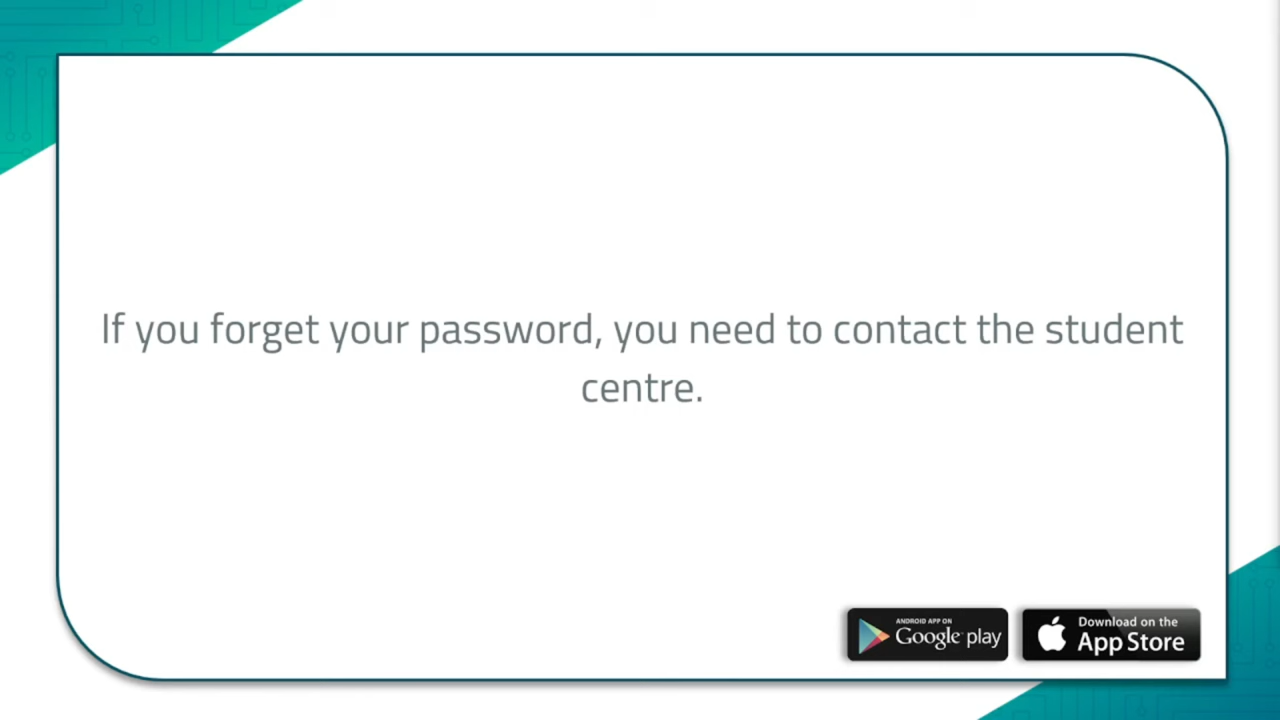 If you forget your password, you need to contact the student
centre.
ANDROID APP ON
Google play
Download on the
App Store